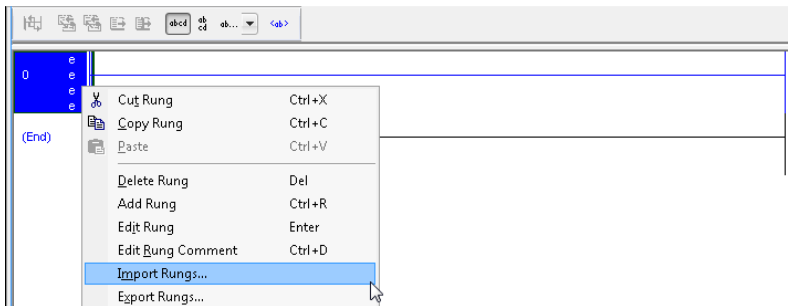 abcd ab cd ab... <ab>
0 e
e
e
e
Cut Rung Ctrl+X
Copy Rung Ctrl+C
(End)
Paste Ctrl+V
Delete Rung Del
Add Rung Ctrl+R
Edit Rung Enter
Edit Rung Comment Ctrl+D
Import Rungs...
Export Rungs...